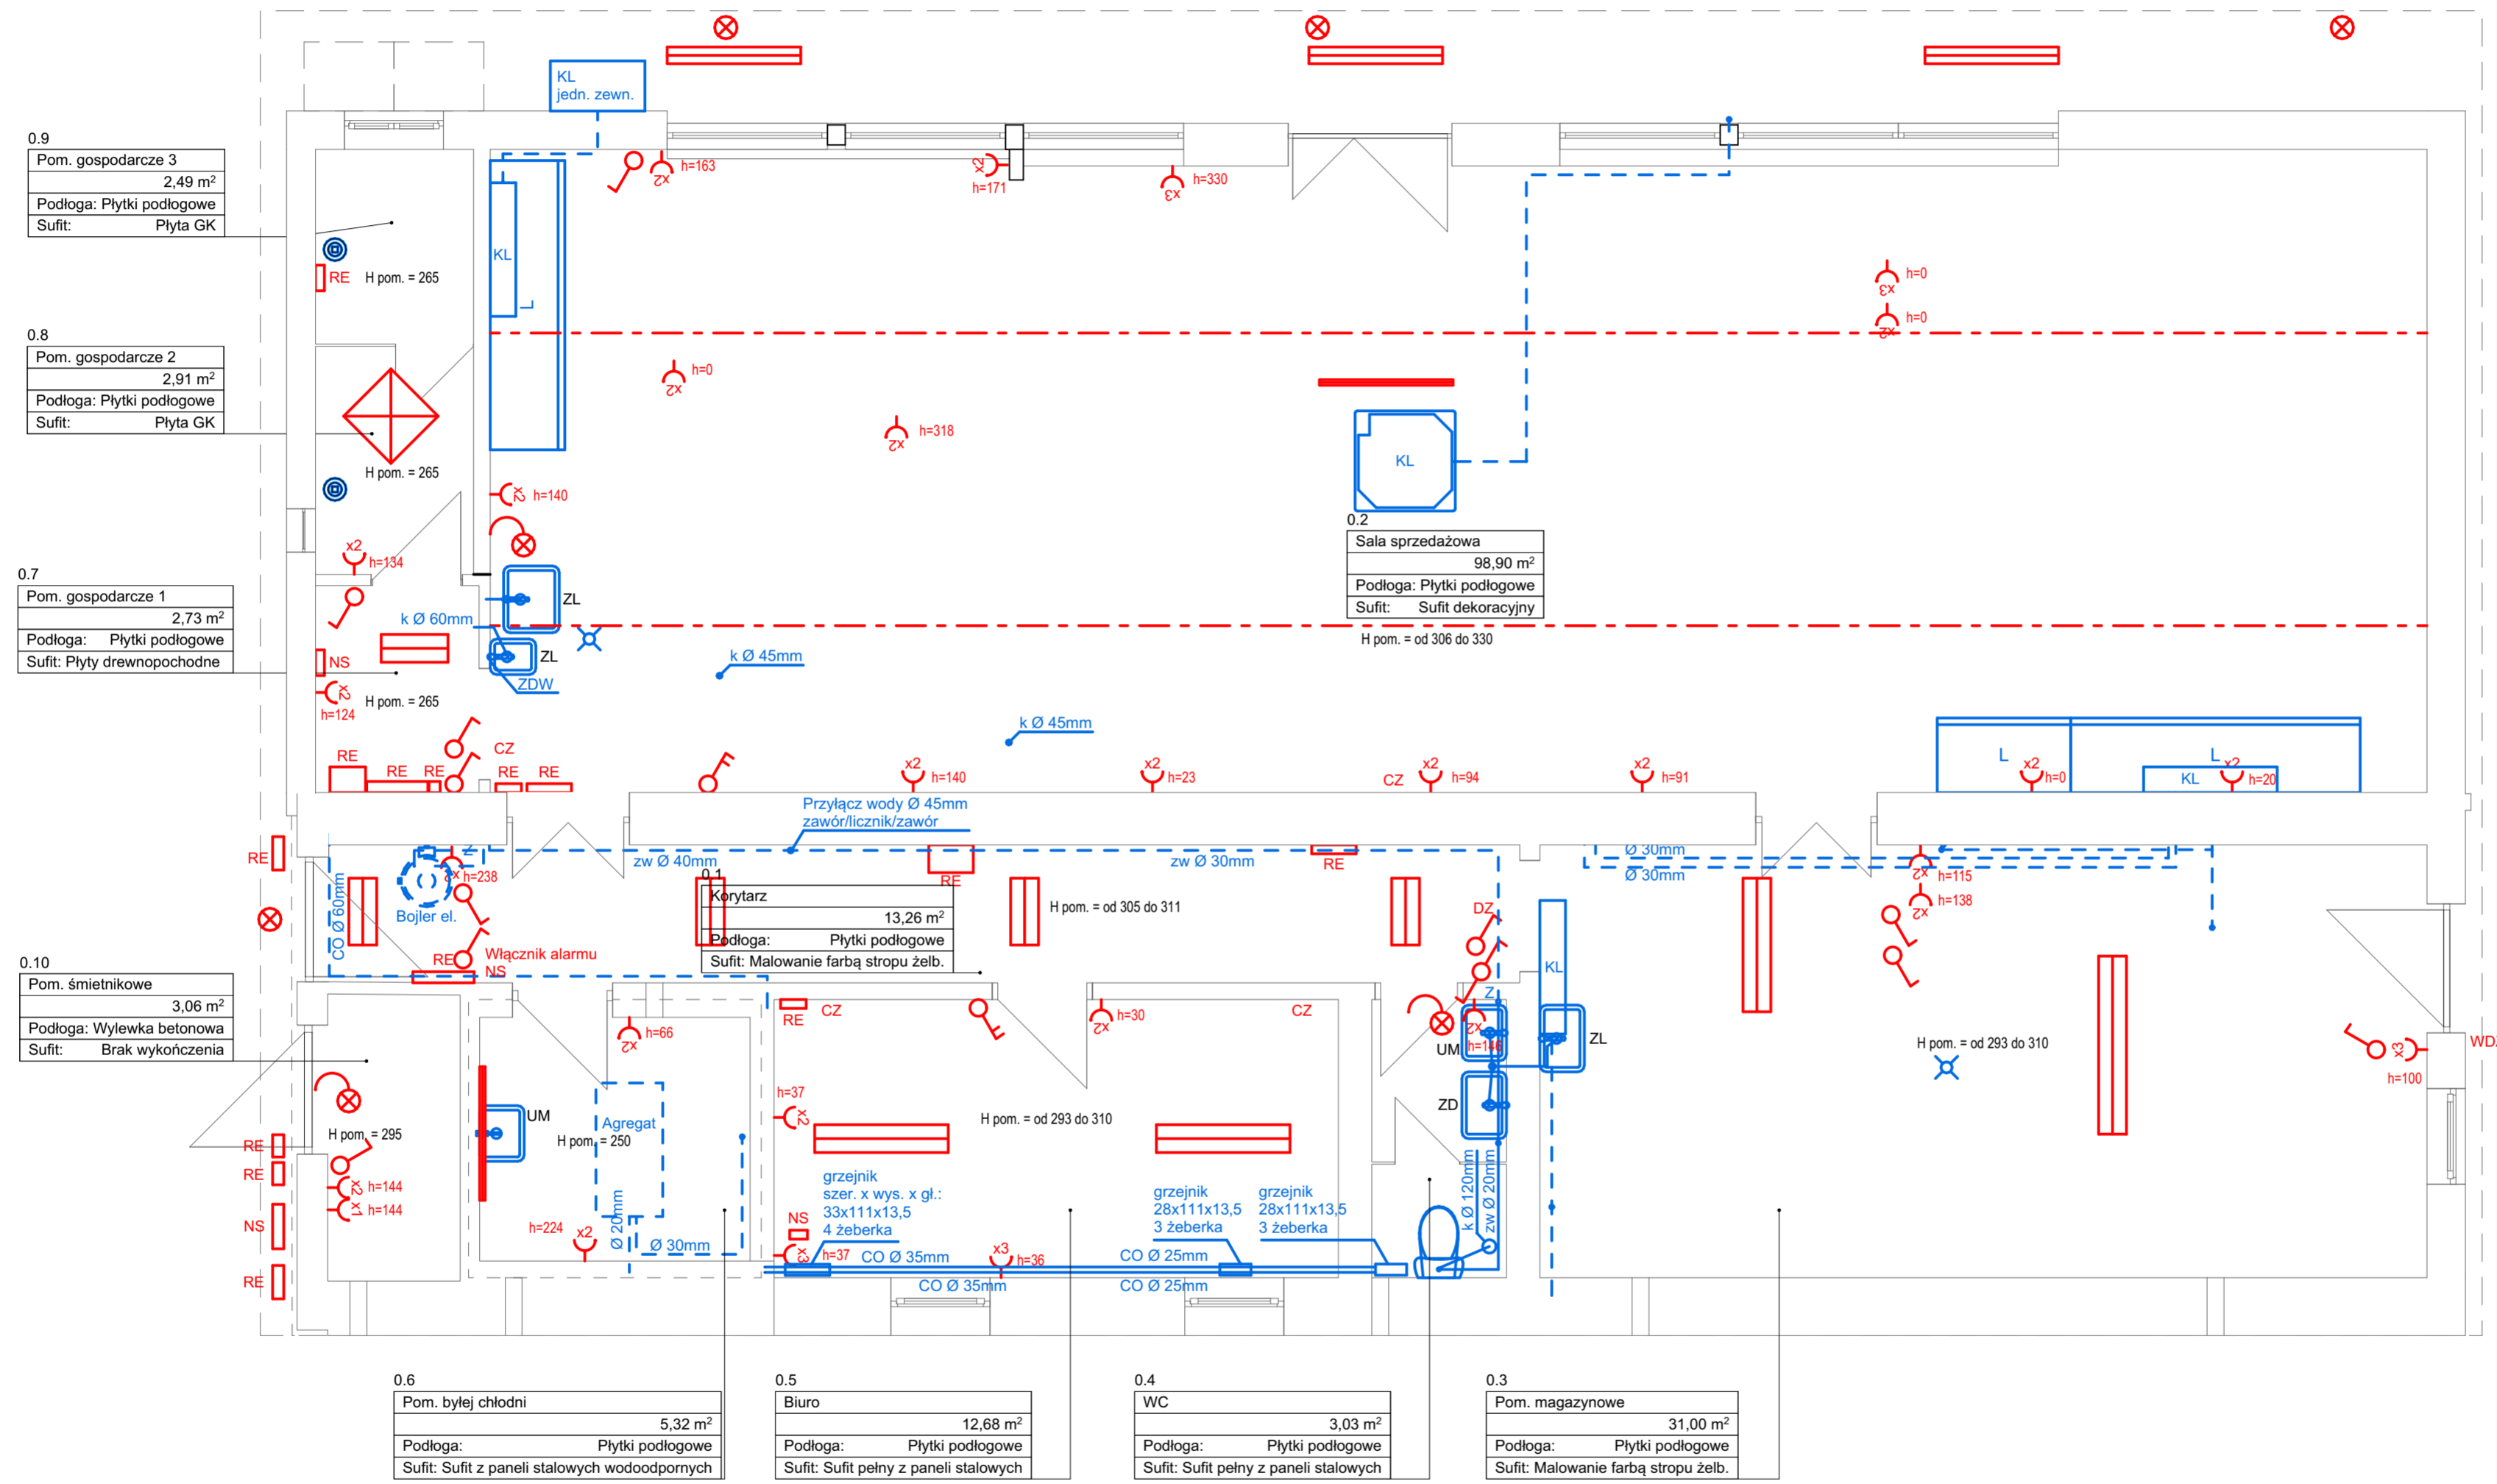 KL
jedn. zewn.
0.9
Pom. gospodarcze 3
2,49 m²
Podłoga: Płytki podłogowe
Sufit: Płyta GK
x2 h=163
x2
h=171
x3 h=330
KL
L
RE
H pom. = 265
x3 h=0
x2 h=0
0.8
Pom. gospodarcze 2
2,91 m²
Podłoga: Płytki podłogowe
Sufit: Płyta GK
x2 h=0
x2 h=318
KL
H pom. = 265
x2 h=140
0.2
Sala sprzedażowa
98,90 m²
Podłoga: Płytki podłogowe
Sufit: Sufit dekoracyjny
H pom. = od 306 do 330
x2
h=134
0.7
Pom. gospodarcze 1
2,73 m²
Podłoga: Płytki podłogowe
Sufit: Płyty drewnopochodne
k Ø 60mm
ZL
ZL
ZDW
k Ø 45mm
NS
x2
h=124
H pom. = 265
k Ø 45mm
CZ
RE
RE
RE
RE
RE
x2
h=140
x2
h=23
CZ
x2
h=94
x2
h=91
L
x2
h=0
L
KL
x2
h=20
Przyłącz wody Ø 45mm
zawór/licznik/zawór
RE
Z
x2 h=238
zw Ø 40mm
zw Ø 30mm
RE
RE
Ø 30mm
Ø 30mm
x2 h=115
x2 h=138
CO Ø 60mm
Bojler el.
0.1
Korytarz
13,26 m²
Podłoga: Płytki podłogowe
Sufit: Malowanie farbą stropu żelb.
H pom. = od 305 do 311
DZ
RE
Włącznik alarmu
NS
KL
0.10
Pom. śmietnikowe
3,06 m²
Podłoga: Wylewka betonowa
Sufit: Brak wykończenia
RE
CZ
x2 h=30
CZ
Z
x2
h=146
UM
ZL
x2 h=66
H pom. = od 293 do 310
x3
h=100
UM
Agregat
H pom. = 250
h=37
x2
H pom. = od 293 do 310
ZD
H pom. = 295
RE
RE
x2 h=144
x1 h=144
NS
RE
grzejnik
szer. x wys. x gł.:
33x111x13,5
4 żeberka
grzejnik
28x111x13,5
3 żeberka
grzejnik
28x111x13,5
3 żeberka
k Ø 120mm
zw Ø 20mm
h=224
x2
Ø 20mm
Ø 30mm
NS
x3 h=37
CO Ø 35mm
x3
h=36
CO Ø 25mm
CO Ø 35mm
CO Ø 25mm
0.6
Pom. byłej chłodni
5,32 m²
Podłoga: Płytki podłogowe
Sufit: Sufit z paneli stalowych wodoodpornych
0.5
Biuro
12,68 m²
Podłoga: Płytki podłogowe
Sufit: Sufit pełny z paneli stalowych
0.4
WC
3,03 m²
Podłoga: Płytki podłogowe
Sufit: Sufit pełny z paneli stalowych
0.3
Pom. magazynowe
31,00 m²
Podłoga: Płytki podłogowe
Sufit: Malowanie farbą stropu żelb.